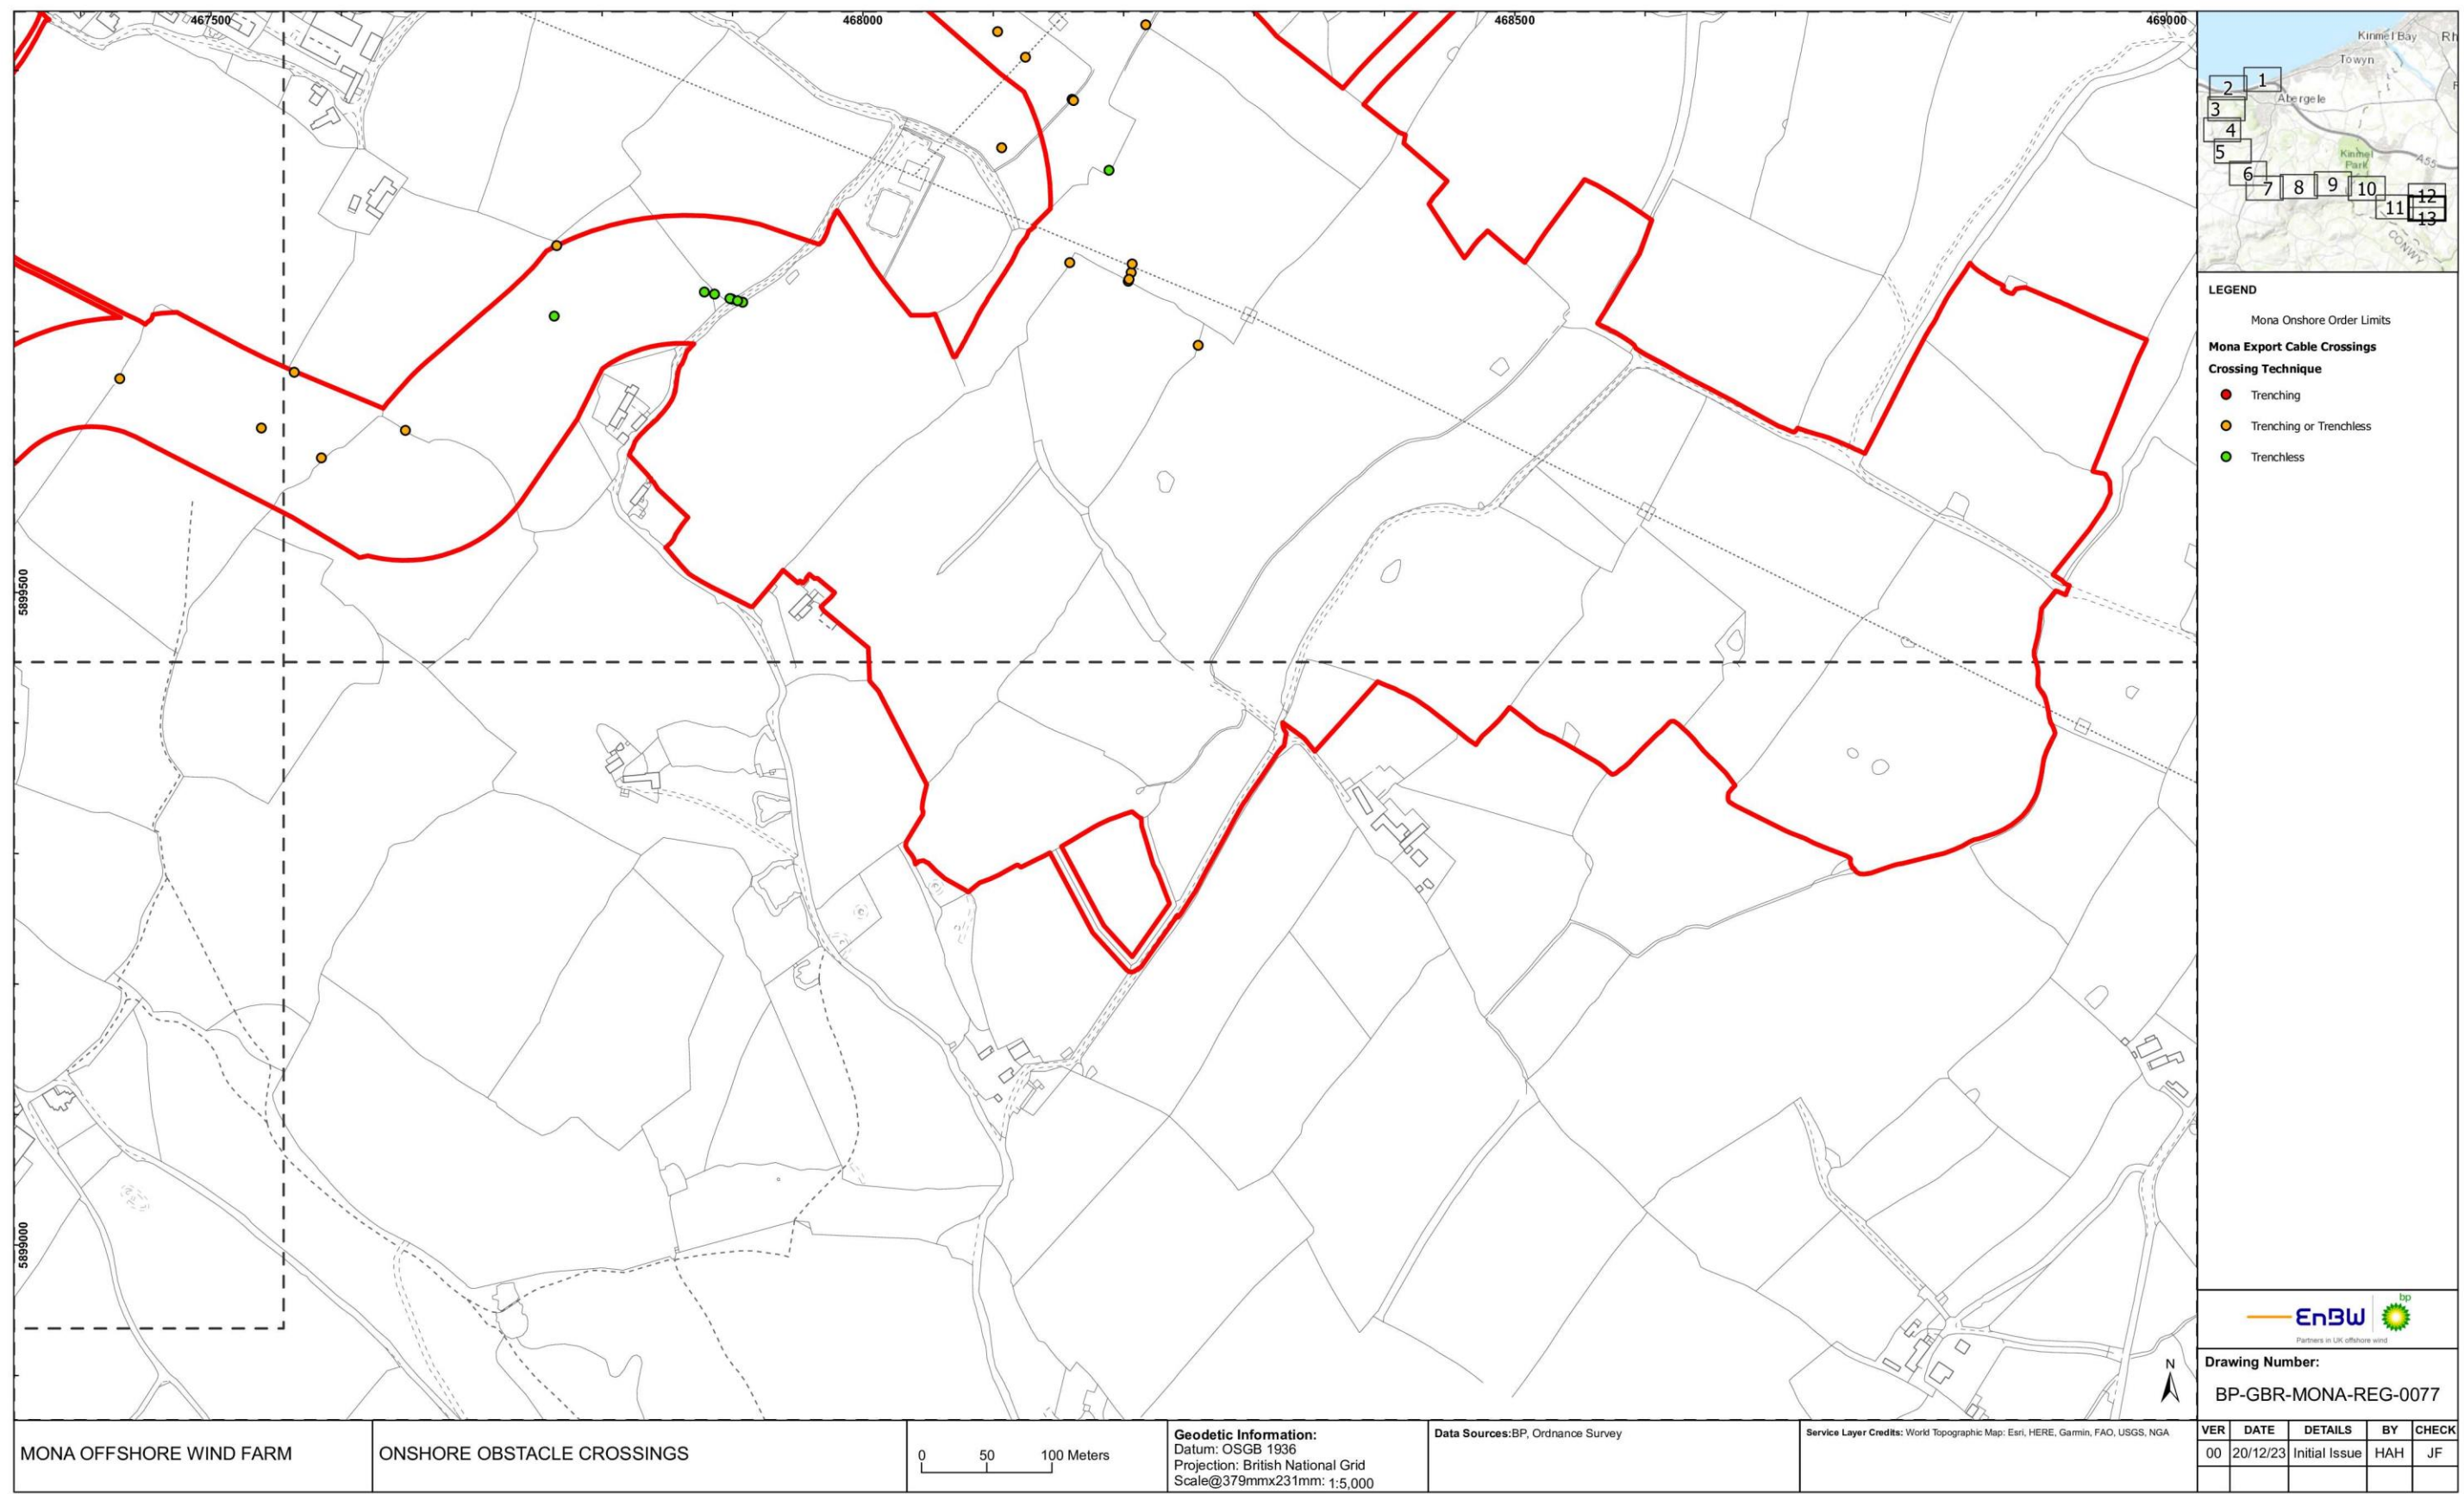 467500
468000
468500
469000
5899500
5899000
Kinmel Bay
Rh
Towyn
Abergele
Kinmel
Park
A55
CONWY
1
2
3
4
5
6
7
8
9
10
11
12
13
LEGEND
Mona Onshore Order Limits
Mona Export Cable Crossings
Crossing Technique
Trenching
Trenching or Trenchless
Trenchless
EnBW
bp
Partners in UK offshore wind
N
Drawing Number:
BP-GBR-MONA-REG-0077
VER DATE DETAILS BY CHECK
00 20/12/23 Initial Issue HAH JF
MONA OFFSHORE WIND FARM
ONSHORE OBSTACLE CROSSINGS
0 50 100 Meters
Geodetic Information:
Datum: OSGB 1936
Projection: British National Grid
Scale@379mmx231mm: 1:5,000
Data Sources:BP, Ordnance Survey
Service Layer Credits: World Topographic Map: Esri, HERE, Garmin, FAO, USGS, NGA